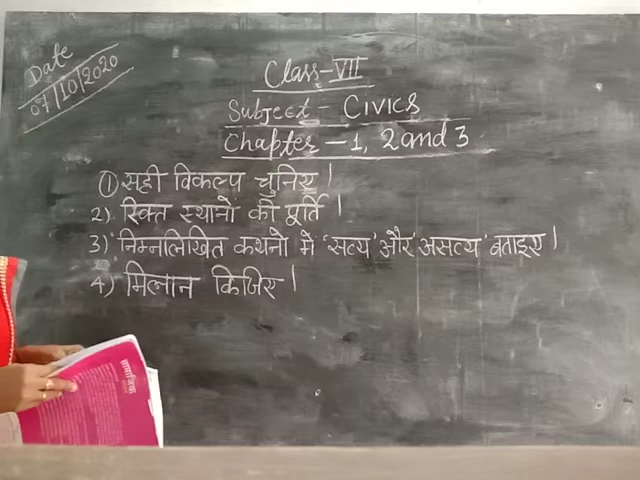 Date
07/10/2020
Class-VII
Subject - CIVICS
Chapter - 1, 2 and 3
① सही विकल्प चुनिए।
2) रिक्त स्थानों की पूर्ति।
3) निम्नलिखित कथनो में 'सत्य' और 'असत्य' बताइए।
4) मिलान किजिए।
सामाजिक